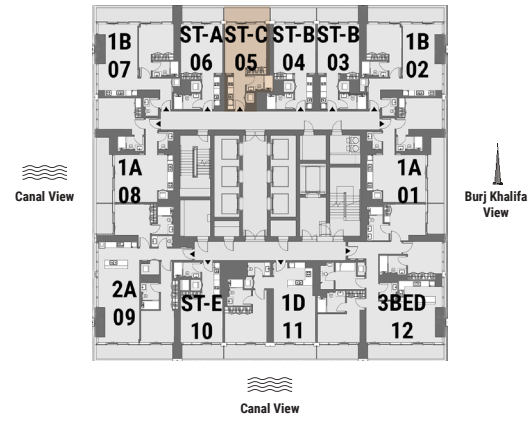 1B
07
ST-A
06
ST-C
05
ST-B
04
ST-B
03
1B
02
1A
08
1A
01
Canal View
Burj Khalifa
View
2A
09
ST-E
10
1D
11
3BED
12
Canal View